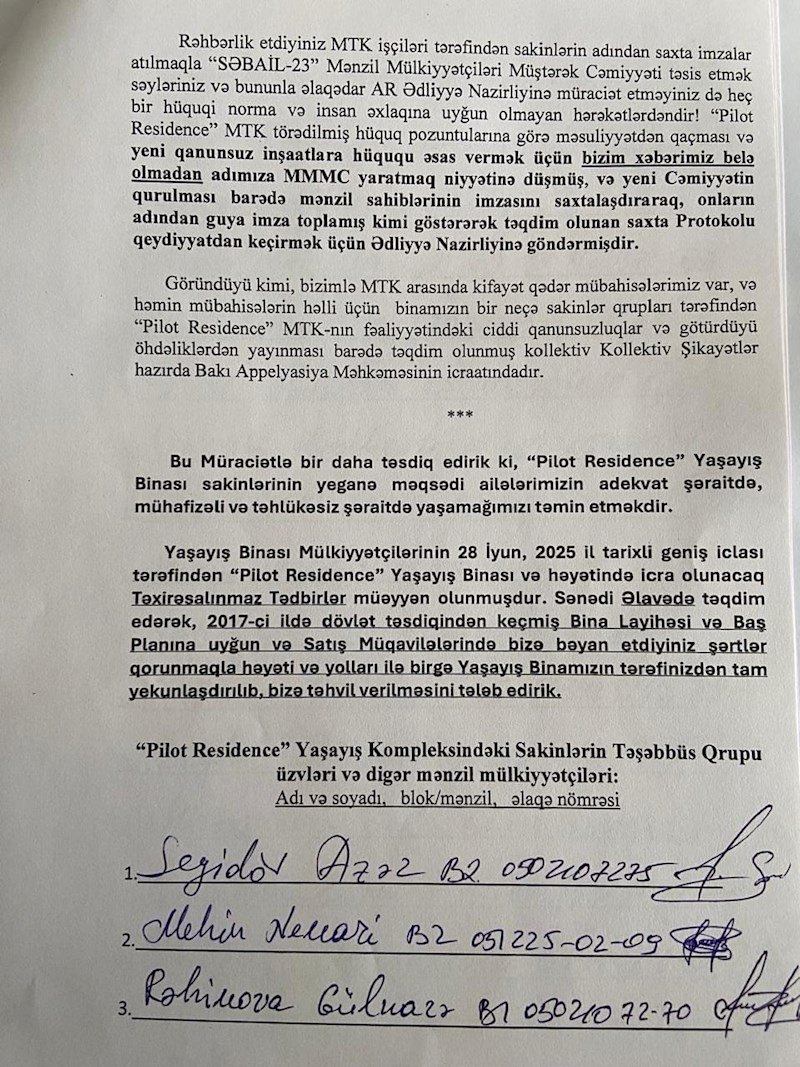 Rəhbərlik etdiyiniz MTK işçiləri tərəfindən sakinlərin adından saxta imzalar
atılmaqla “SƏBAİL-23” Mənzil Mülkiyyətçiləri Müştərək Cəmiyyəti təsis etmək
səyləriniz və bununla əlaqədar AR Ədliyyə Nazirliyinə müraciət etməyiniz də heç
bir hüquqi norma və insan əxlaqına uyğun olmayan hərəkətlərdəndir! “Pilot
Residence” MTK törədilmiş hüquq pozuntularına görə məsuliyyətdən qaçması və
yeni qanunsuz inşaatlara hüququ əsas vermək üçün bizim xəbərimiz belə
olmadan adımıza MMMC yaratmaq niyyətinə düşmüş, və yeni Cəmiyyətin
qurulması barədə mənzil sahiblərinin imzasını saxtalaşdıraraq, onların
adından guya imza toplamış kimi göstərərək təqdim olunan saxta Protokolu
qeydiyyatdan keçirmək üçün Ədliyyə Nazirliyinə göndərmişdir.
Göründüyü kimi, bizimlə MTK arasında kifayət qədər mübahisələrimiz var, və
həmin mübahisələrin həlli üçün binamızın bir neçə sakinlər qrupları tərəfindən
“Pilot Residence” MTK-nın fəaliyyətindəki ciddi qanunsuzluqlar və götürdüyü
öhdəliklərdən yayınması barədə təqdim olunmuş kollektiv Kollektiv Şikayətlər
hazırda Bakı Appelyasiya Məhkəməsinin icraatındadır.
***
Bu Müraciətlə bir daha təsdiq edirik ki, “Pilot Residence” Yaşayış
Binası sakinlərinin yeganə məqsədi ailələrimizin adekvat şəraitdə,
mühafizəli və təhlükəsiz şəraitdə yaşamağımızı təmin etməkdir.
Yaşayış Binası Mülkiyyətçilərinin 28 İyun, 2025 il tarixli geniş iclası
tərəfindən “Pilot Residence” Yaşayış Binası və həyətində icra olunacaq
Təxirəsalınmaz Tədbirlər müəyyən olunmuşdur. Sənədi Əlavədə təqdim
edərək, 2017-ci ildə dövlət təsdiqindən keçmiş Bina Layihəsi və Baş
Planına uyğun və Satış Müqavilələrində bizə bəyan etdiyiniz şərtlər
qorunmaqla həyəti və yolları ilə birgə Yaşayış Binamızın tərəfinizdən tam
yekunlaşdırılıb, bizə təhvil verilməsini tələb edirik.
“Pilot Residence” Yaşayış Kompleksindəki Sakinlərin Təşəbbüs Qrupu
üzvləri və digər mənzil mülkiyyətçiləri:
Adı və soyadı, blok/mənzil, əlaqə nömrəsi
1. B2 0502107275
2. B2 051 225-02-09
3. Rəhimova Gülnarə B1 05021072-70